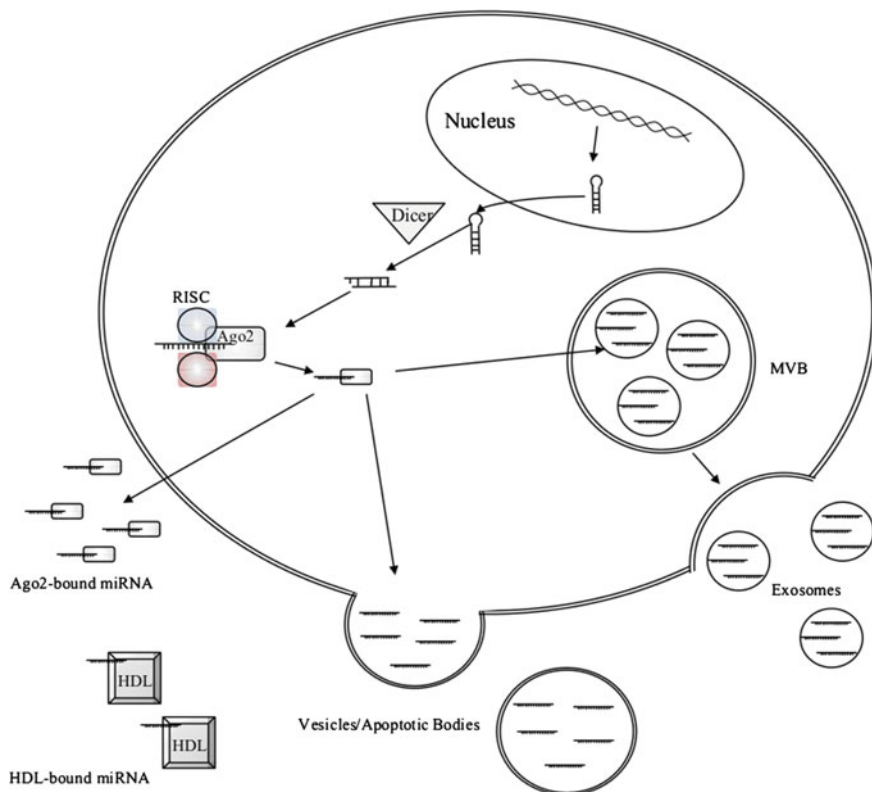 Nucleus
Dicer
RISC
Ago2
MVB
Ago2-bound miRNA
Exosomes
HDL
Vesicles/Apoptotic Bodies
HDL
HDL-bound miRNA